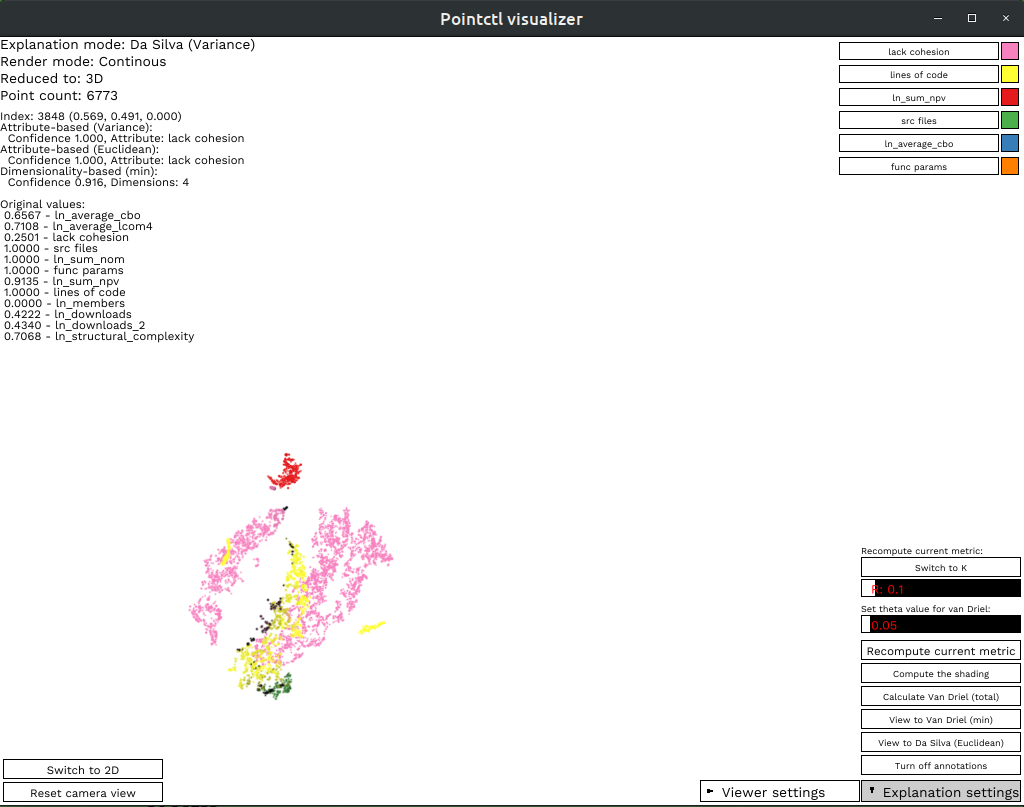 Pointctl visualizer
Explanation mode: Da Silva (Variance)
Render mode: Continous
Reduced to: 3D
Point count: 6773
Index: 3848 (0.569, 0.491, 0.000)
Attribute-based (Variance):
Confidence 1.000, Attribute: lack cohesion
Attribute-based (Euclidean):
Confidence 1.000, Attribute: lack cohesion
Dimensionality-based (min):
Confidence 0.916, Dimensions: 4
Original values:
0.6567 - ln_average_cbo
0.7108 - ln_average_lcom4
0.2501 - lack cohesion
1.0000 - src files
1.0000 - ln_sum_nom
1.0000 - func params
0.9135 - ln_sum_npv
1.0000 - lines of code
0.0000 - ln_members
0.4222 - ln_downloads
0.4340 - ln_downloads_2
0.7068 - ln_structural_complexity
lack cohesion
lines of code
ln_sum_npv
src files
ln_average_cbo
func params
Recompute current metric:
Switch to K
R: 0.1
Set theta value for van Driel:
0.05
Recompute current metric
Compute the shading
Calculate Van Driel (total)
View to Van Driel (min)
View to Da Silva (Euclidean)
Turn off annotations
Switch to 2D
Reset camera view
Viewer settings
Explanation settings